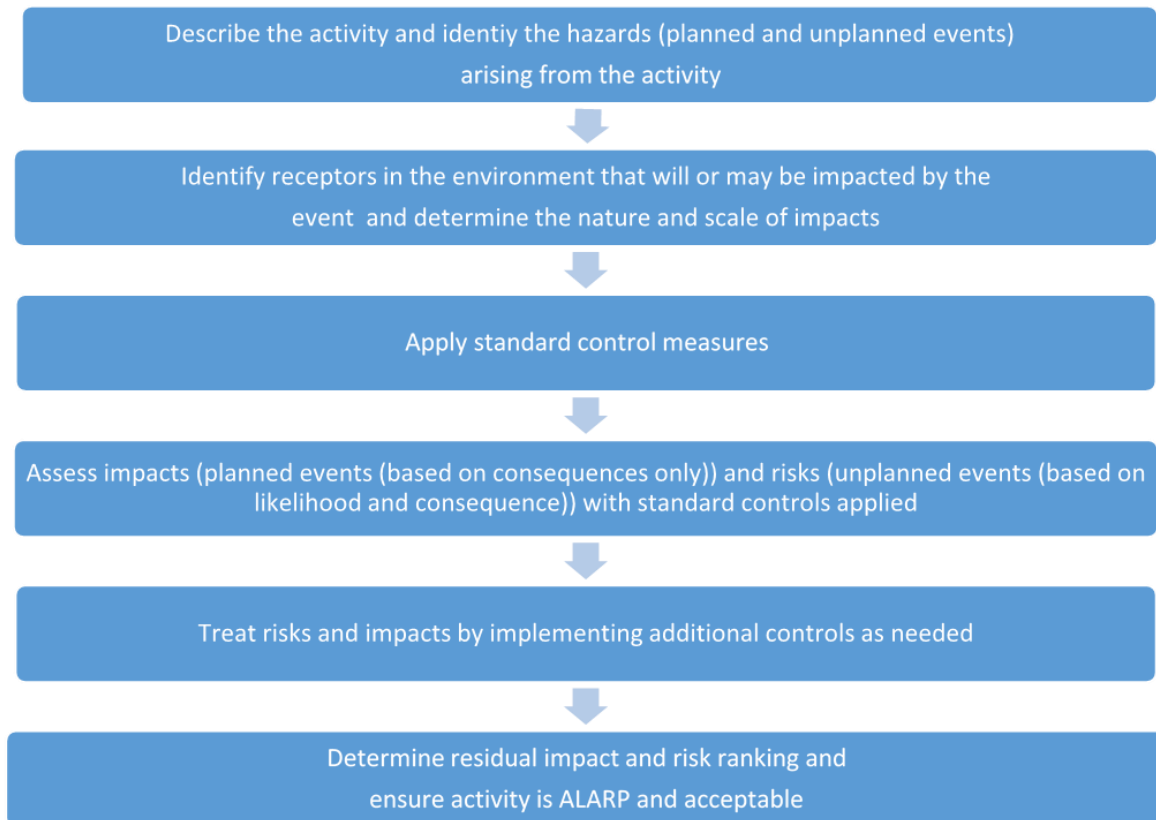 Describe the activity and identiy the hazards (planned and unplanned events)
arising from the activity
Identify receptors in the environment that will or may be impacted by the
event and determine the nature and scale of impacts
Apply standard control measures
Assess impacts (planned events (based on consequences only)) and risks (unplanned events (based on
likelihood and consequence)) with standard controls applied
Treat risks and impacts by implementing additional controls as needed
Determine residual impact and risk ranking and
ensure activity is ALARP and acceptable